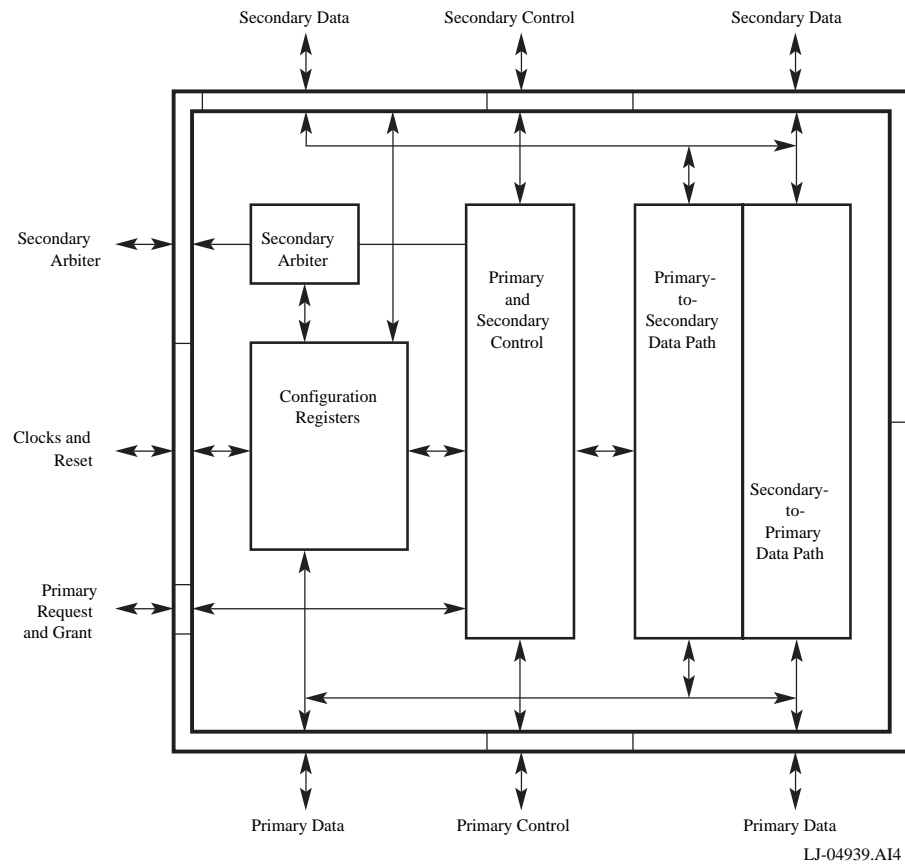 Secondary Data
Secondary Control
Secondary Data
Secondary
Arbiter
Secondary
Arbiter
Primary
and
Secondary
Control
Primary-
to-
Secondary
Data Path
Configuration
Registers
Clocks and
Reset
Secondary-
to-
Primary
Data Path
Primary
Request
and Grant
Primary Data
Primary Control
Primary Data
LJ-04939.AI4